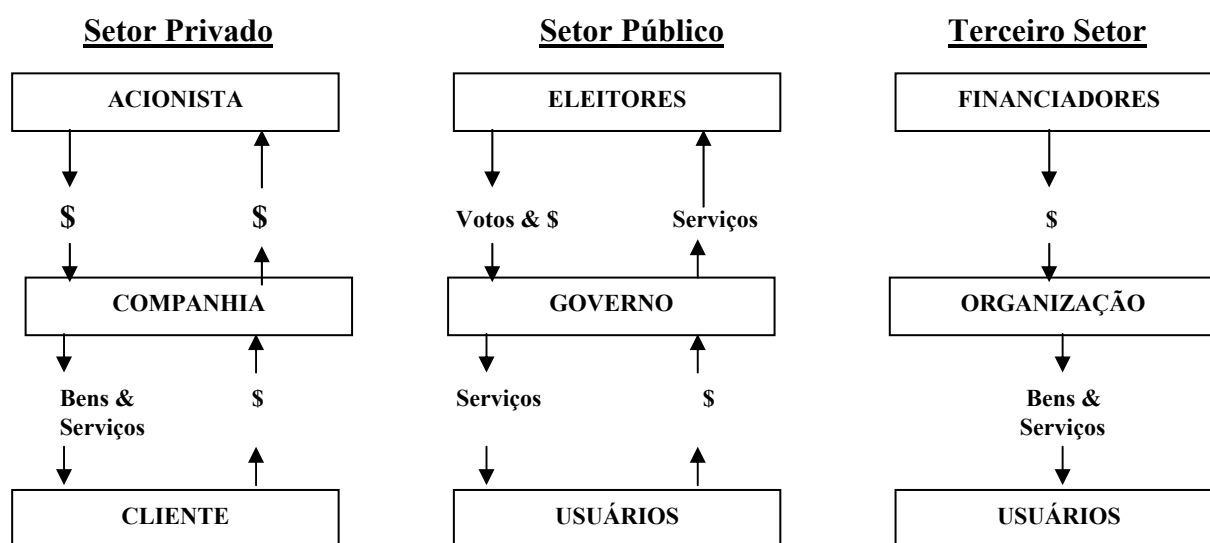 Setor Privado
ACIONISTA
$
$
COMPANHIA
Bens &
Serviços
$
CLIENTE
Setor Público
ELEITORES
Votos & $
Serviços
GOVERNO
Serviços
$
USUÁRIOS
Terceiro Setor
FINANCIADORES
$
ORGANIZAÇÃO
Bens &
Serviços
USUÁRIOS